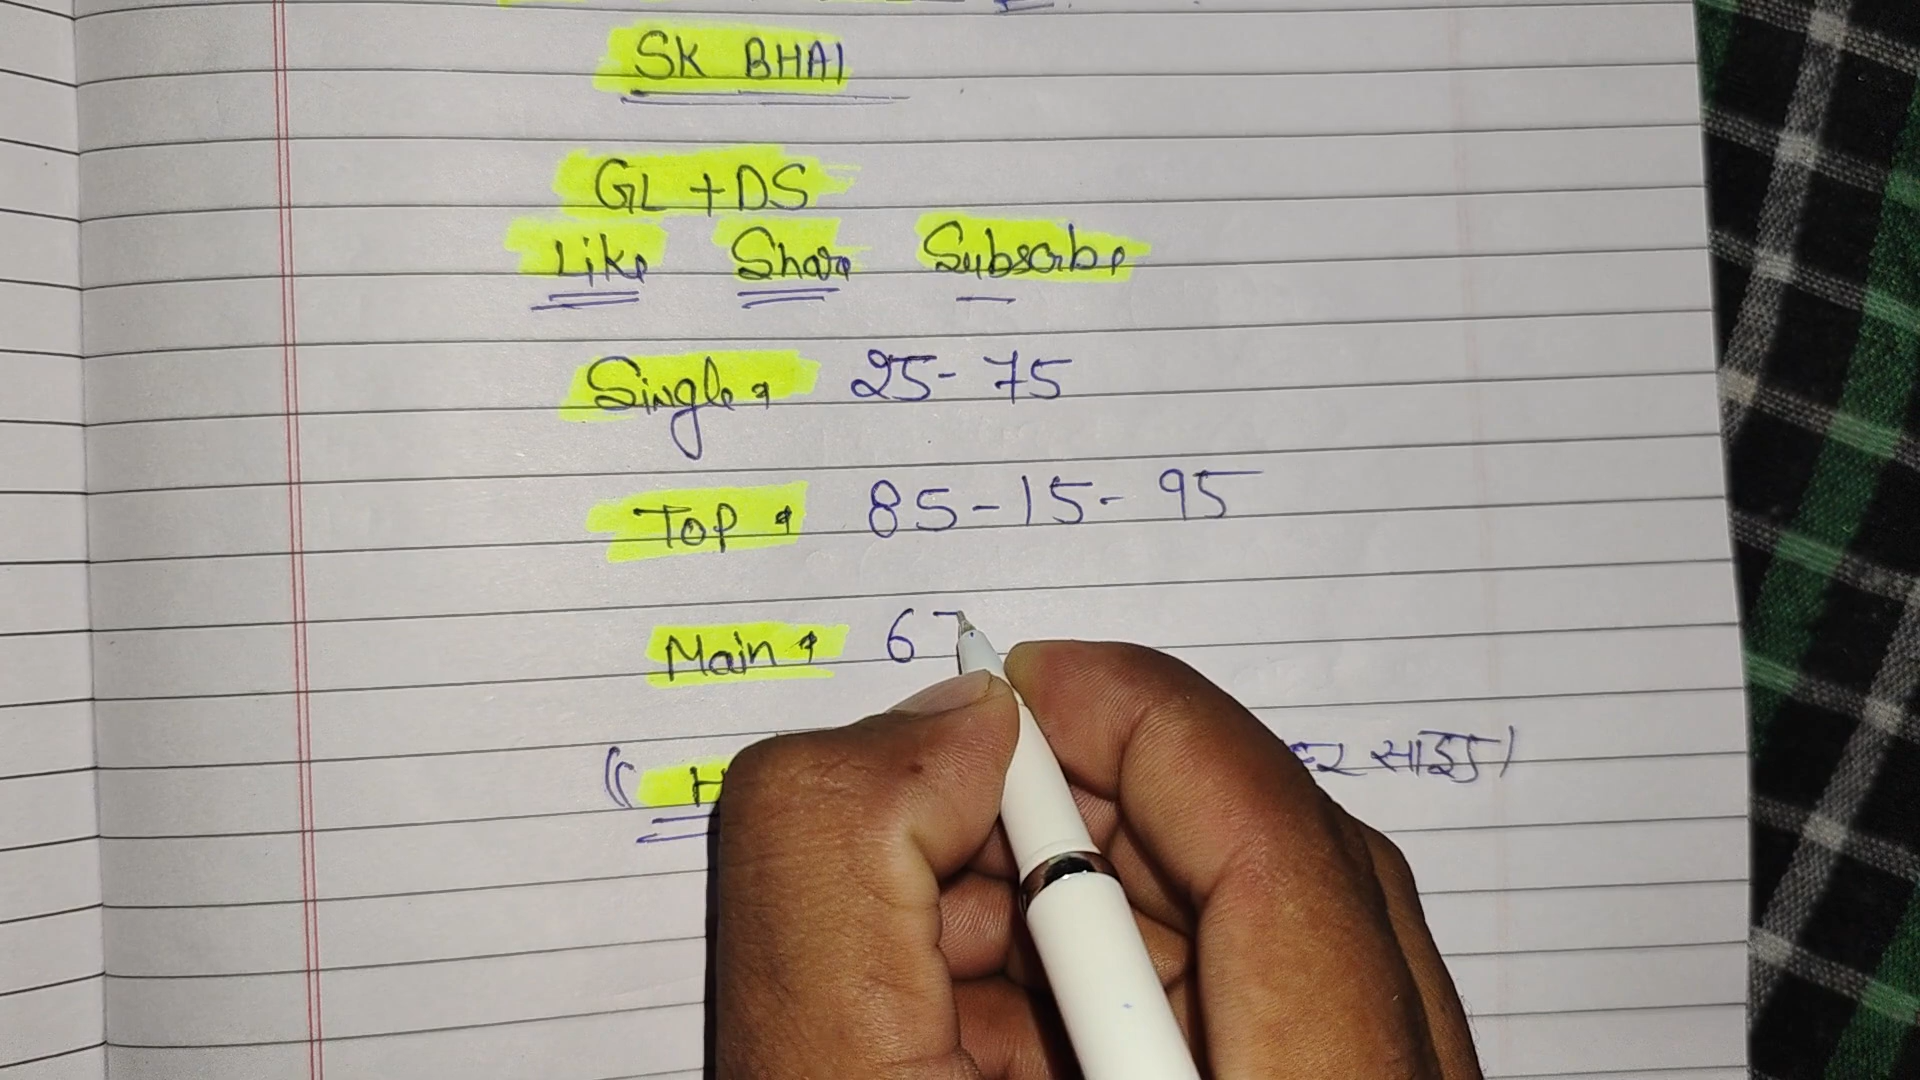 SK BHAI
GL + DS
Like Share Subscribe
Single 25 - 75
Top 85 - 15 - 95
Main 6
साइड